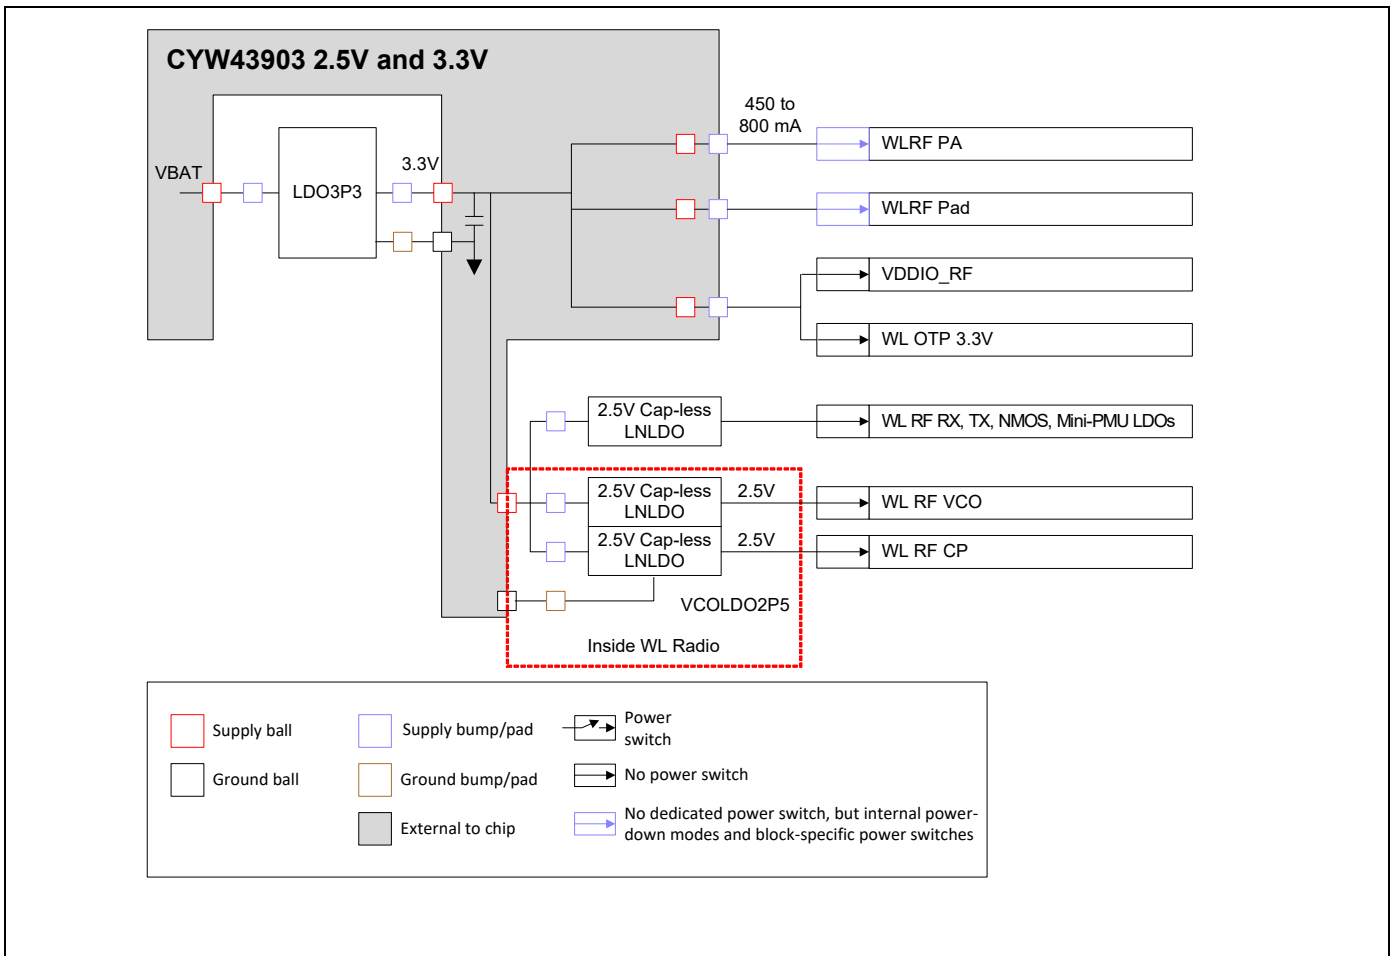 CYW43903 2.5V and 3.3V
450 to
800 mA
WLRF PA
VBAT
3.3V
LDO3P3
WLRF Pad
VDDIO_RF
WL OTP 3.3V
2.5V Cap-less
LNLDO
WL RF RX, TX, NMOS, Mini-PMU LDOs
2.5V Cap-less
LNLDO
2.5V
WL RF VCO
2.5V Cap-less
LNLDO
2.5V
WL RF CP
VCOLDO2P5
Inside WL Radio
Supply ball
Supply bump/pad
Power
switch
Ground ball
Ground bump/pad
No power switch
External to chip
No dedicated power switch, but internal power-
down modes and block-specific power switches